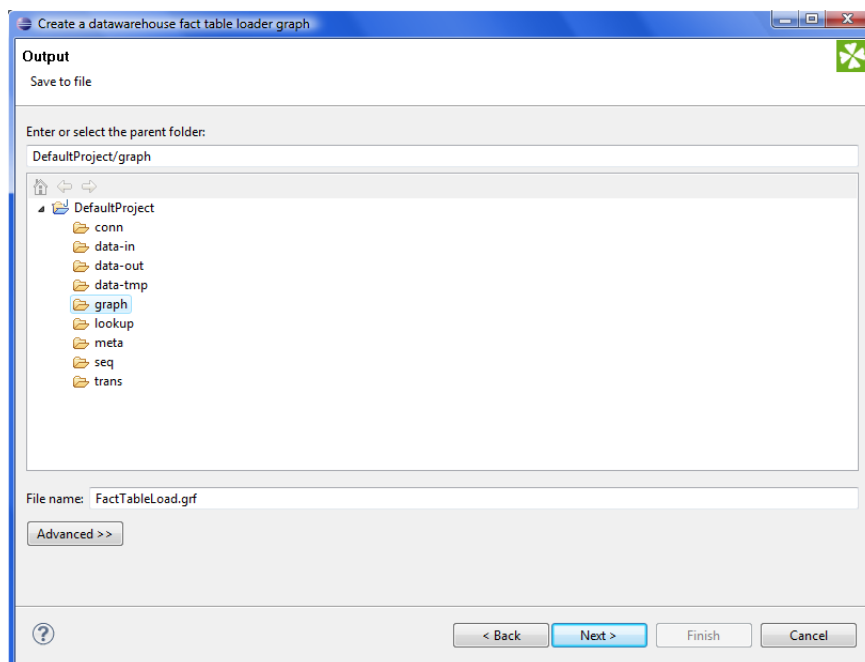 Create a datawarehouse fact table loader graph
Output
Save to file
Enter or select the parent folder:
DefaultProject/graph
DefaultProject
conn
data-in
data-out
data-tmp
graph
lookup
meta
seq
trans
File name: FactTableLoad.grf
Advanced >>
? < Back Next > Finish Cancel